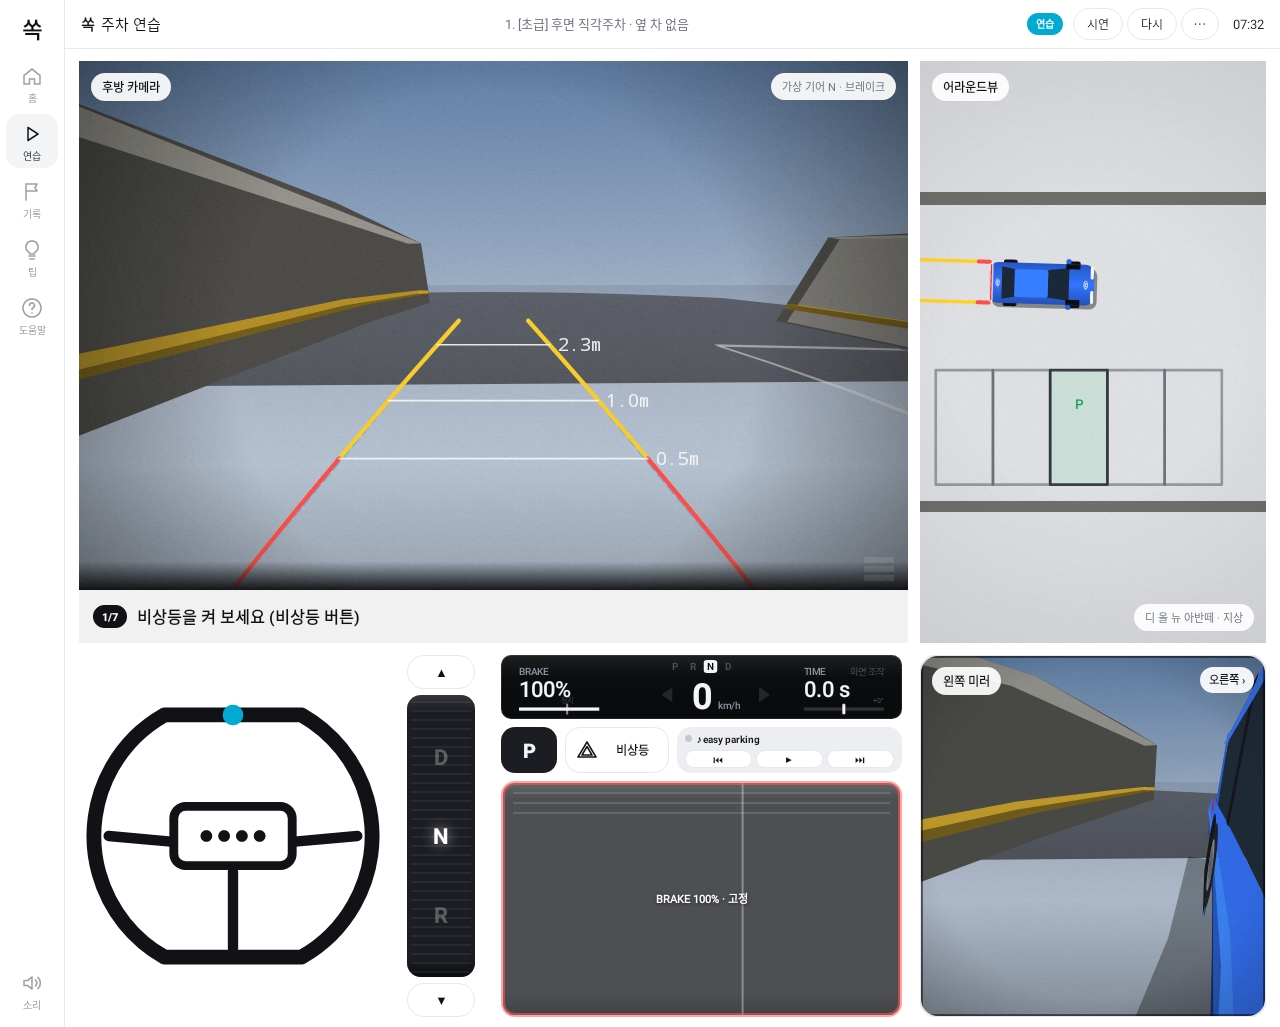 쏙
쏙 주차 연습
1. [초급] 후면 직각주차 · 옆 차 없음
연습
시연
다시
···
07:32
홈
연습
기록
팁
도움말
소리
후방 카메라
가상 기어 N · 브레이크
2.3m
1.0m
0.5m
1/7
비상등을 켜 보세요 (비상등 버튼)
어라운드뷰
P
디 올 뉴 아반떼 · 지상
▲
D
N
R
▼
BRAKE
100%
P R N D
0 km/h
TIME
화면 조작
0.0 s
+0°
P
비상등
♪ easy parking
⏮ ▶ ⏭
BRAKE 100% · 고정
왼쪽 미러
오른쪽 ›